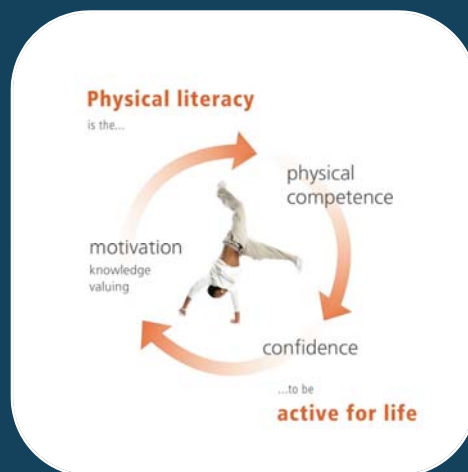 Physical literacy
is the...
physical
competence
motivation
knowledge
valuing
confidence
...to be
active for life